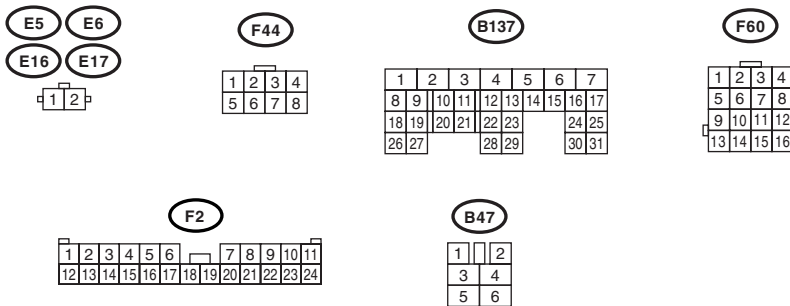 E5 E6
E16 E17
1 2
F44
1 2 3 4
5 6 7 8
B137
1 2 3 4 5 6 7
8 9 10 11 12 13 14 15 16 17
18 19 20 21 22 23 24 25
26 27 28 29 30 31
F60
1 2 3 4
5 6 7 8
9 10 11 12
13 14 15 16
F2
1 2 3 4 5 6 7 8 9 10 11
12 13 14 15 16 17 18 19 20 21 22 23 24
B47
1 2
3 4
5 6